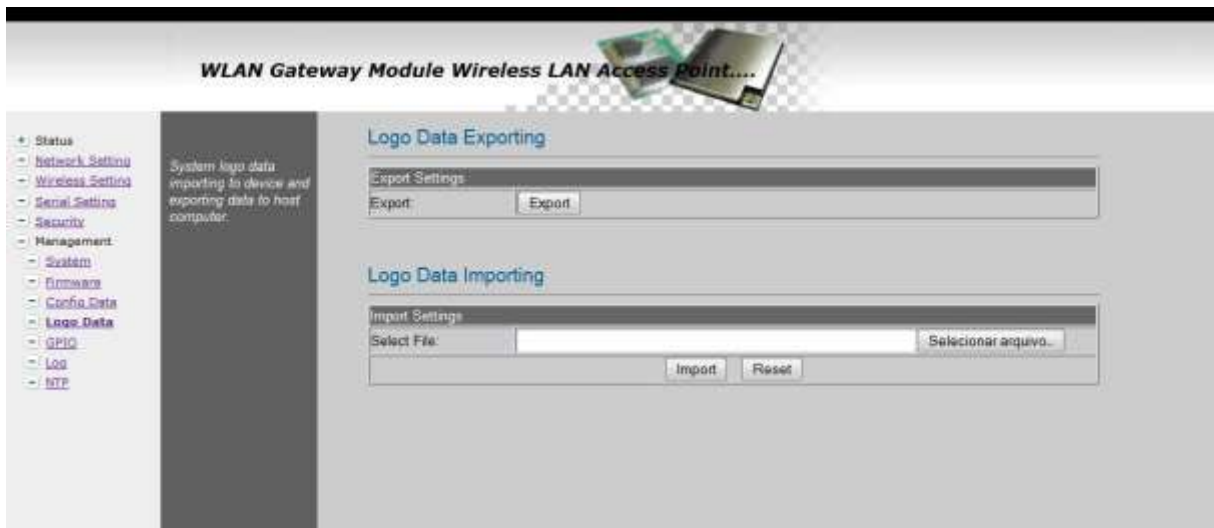 WLAN Gateway Module Wireless LAN Access Point....
Status
Network Setting
Wireless Setting
Serial Setting
Security
Management
System
Firmware
Config Data
Logo Data
GPIO
Log
NTP
System logo data
importing to device and
exporting data to host
computer.
Logo Data Exporting
Export Settings
Export:
Export
Logo Data Importing
Import Settings
Select File:
Selecionar arquivo..
Import
Reset